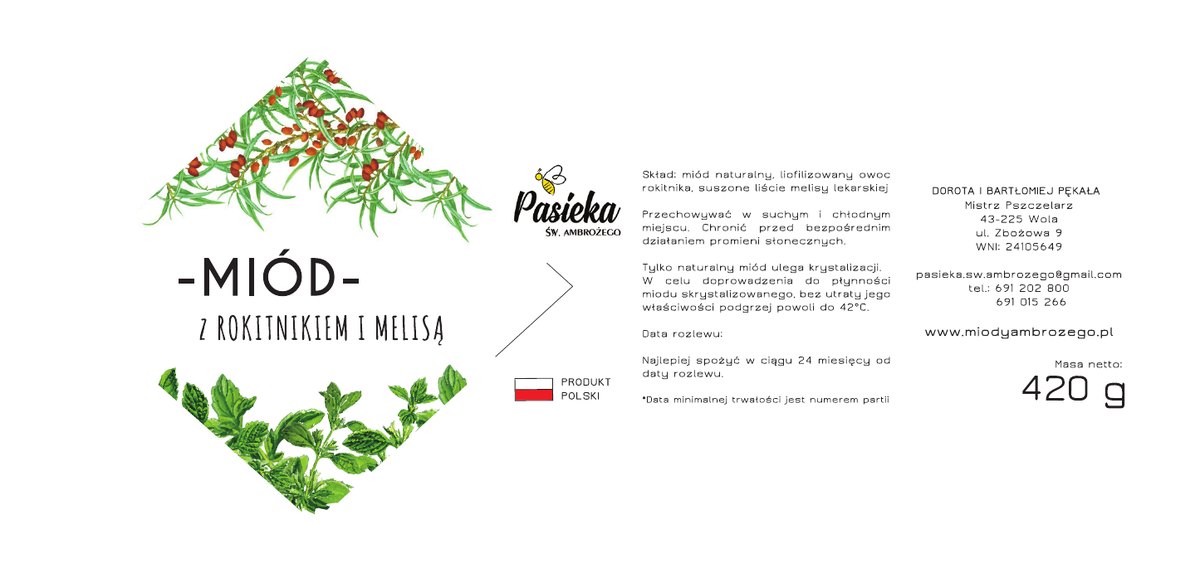 -MIÓD-
z ROKITNIKIEM I MELISĄ
Pasieka
ŚW. AMBROŻEGO
PRODUKT
POLSKI
Skład: miód naturalny, liofilizowany owoc
rokitnika, suszone liście melisy lekarskiej
Przechowywać w suchym i chłodnym
miejscu. Chronić przed bezpośrednim
działaniem promieni słonecznych.
Tylko naturalny miód ulega krystalizacji.
W celu doprowadzenia do płynności
miodu skrystalizowanego, bez utraty jego
właściwości podgrzej powoli do 42°C.
Data rozlewu:
Najlepiej spożyć w ciągu 24 miesięcy od
daty rozlewu.
*Data minimalnej trwałości jest numerem partii
DOROTA I BARTŁOMIEJ PĘKAŁA
Mistrz Pszczelarz
43-225 Wola
ul. Zbożowa 9
WNI: 24105649
pasieka.sw.ambrozego@gmail.com
tel.: 691 202 800
691 015 266
www.miodyambrozego.pl
Masa netto:
420 g